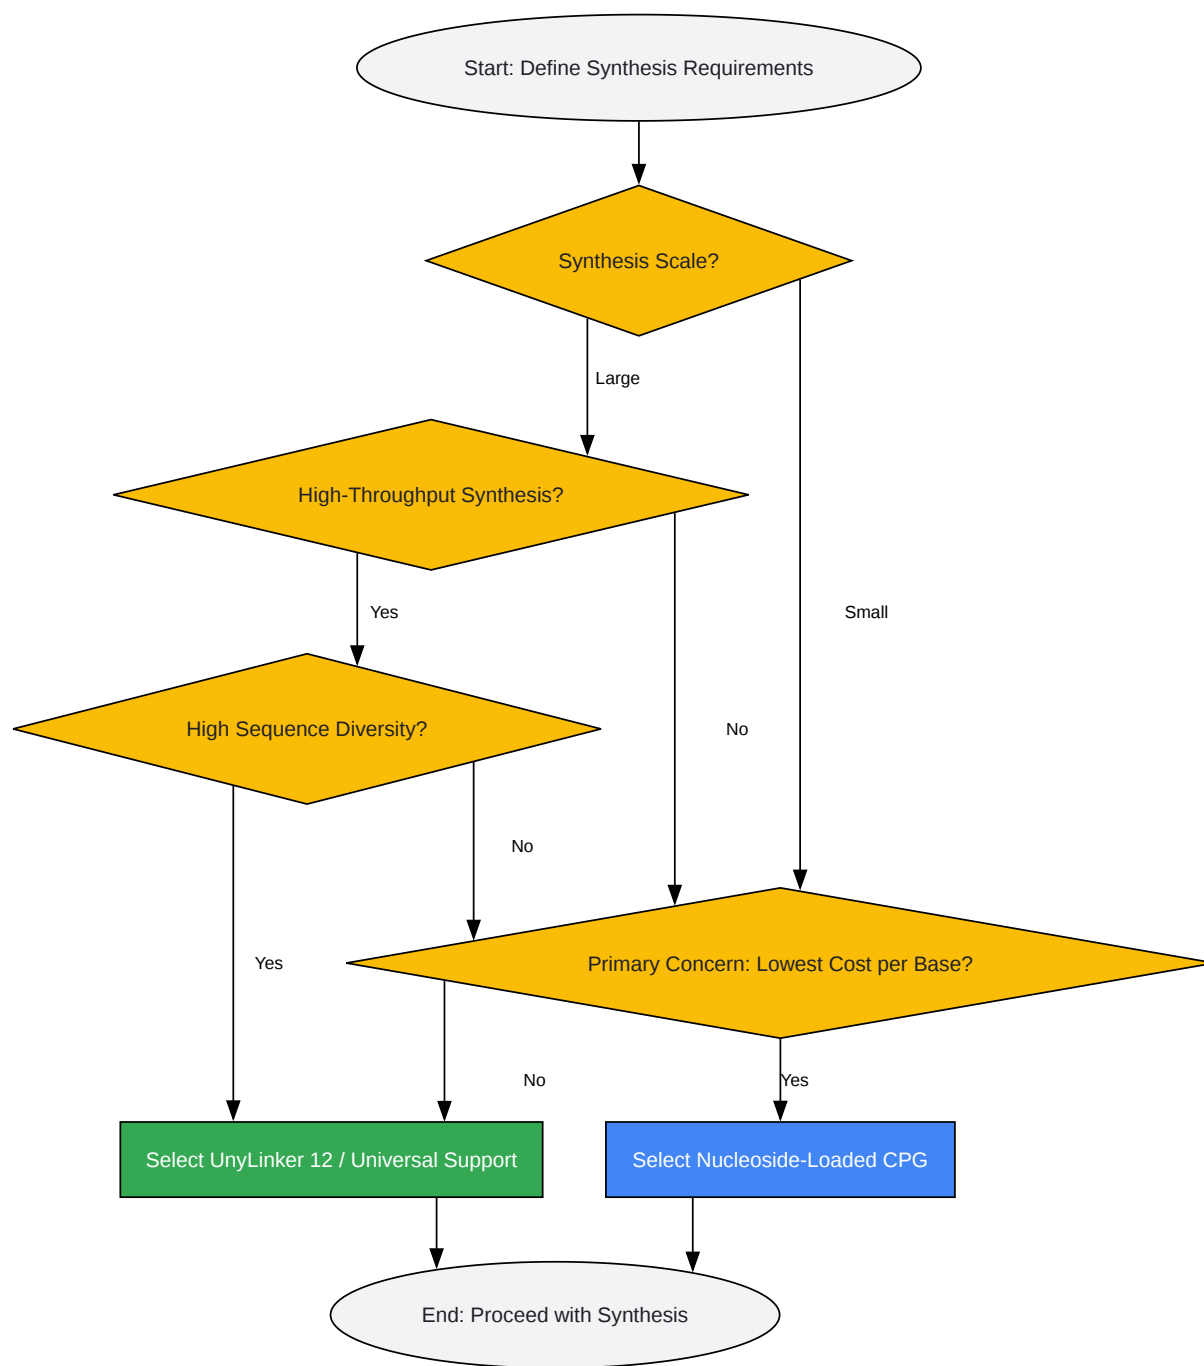 Start: Define Synthesis Requirements
Synthesis Scale?
Large
High-Throughput Synthesis?
Yes
Small
High Sequence Diversity?
No
No
Yes
Primary Concern: Lowest Cost per Base?
No
Yes
Select UnyLinker 12 / Universal Support
Select Nucleoside-Loaded CPG
End: Proceed with Synthesis